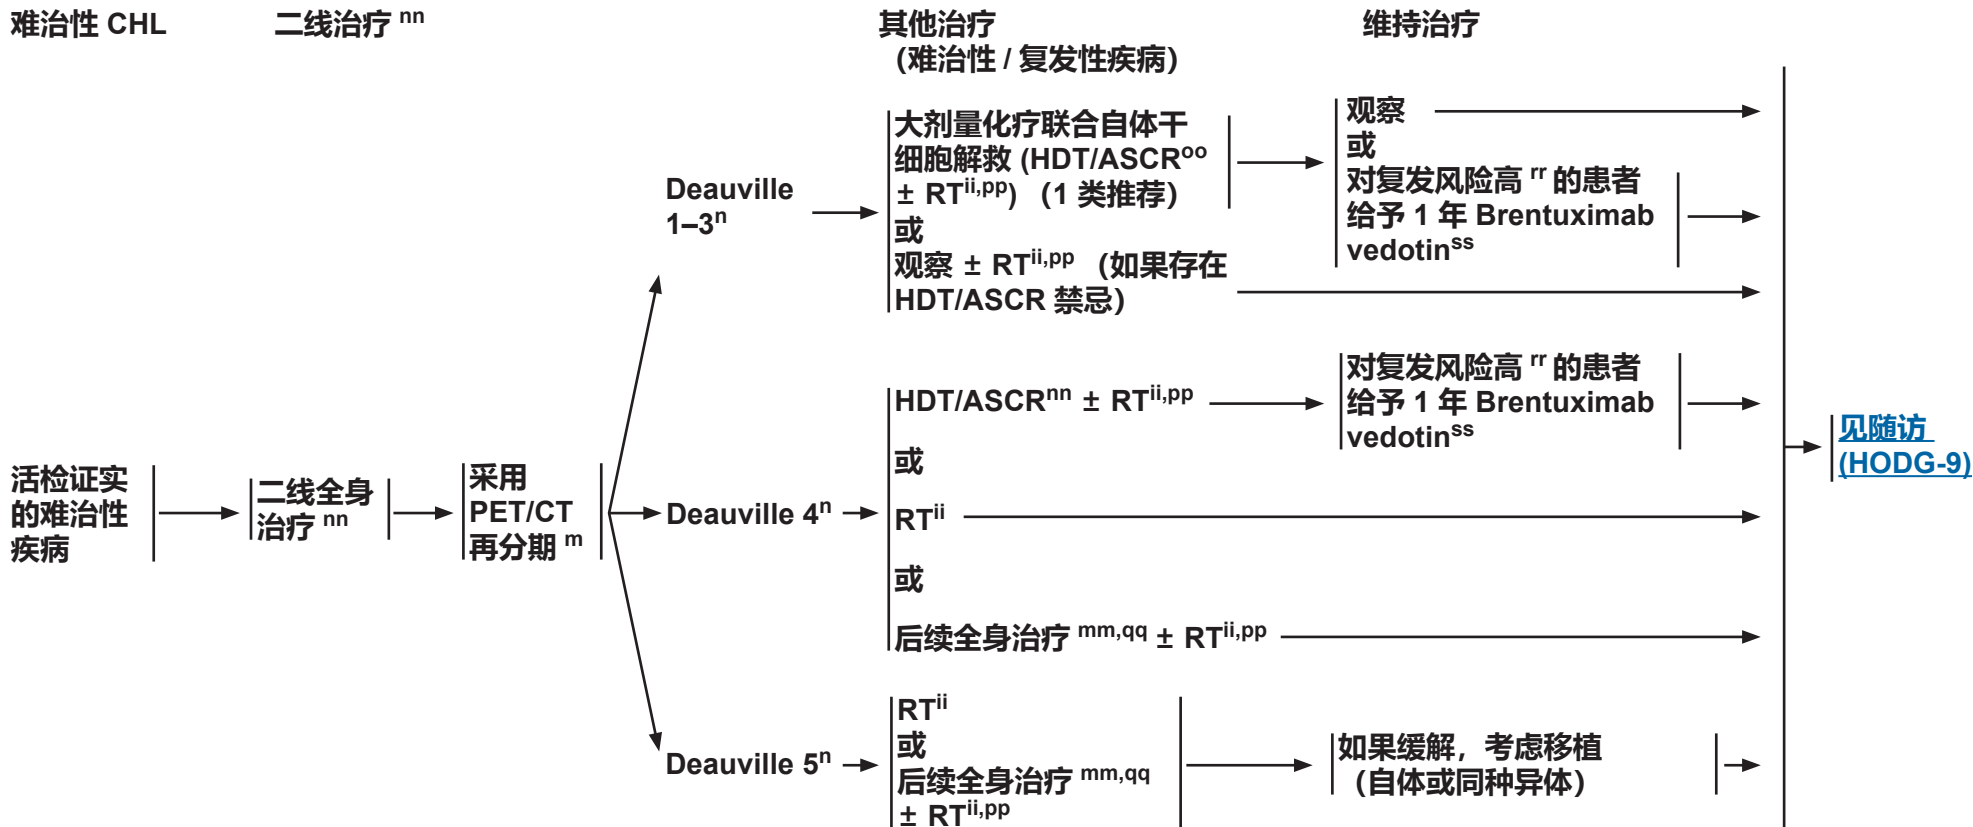 难治性 CHL
二线治疗 nn
其他治疗
（难治性 / 复发性疾病）
维持治疗
活检证实
的难治性
疾病
二线全身
治疗 nn
采用
PET/CT
再分期 m
Deauville
1–3n
大剂量化疗联合自体干
细胞解救 (HDT/ASCRoo
± RTii,pp) （1 类推荐）
或
观察 ± RTii,pp （如果存在
HDT/ASCR 禁忌）
观察
或
对复发风险高 rr 的患者
给予 1 年 Brentuximab
vedotinss
Deauville 4n
HDT/ASCRnn ± RTii,pp
或
RTii
或
后续全身治疗 mm,qq ± RTii,pp
对复发风险高 rr 的患者
给予 1 年 Brentuximab
vedotinss
Deauville 5n
RTii
或
后续全身治疗 mm,qq
± RTii,pp
如果缓解，考虑移植
（自体或同种异体）
见随访
(HODG-9)